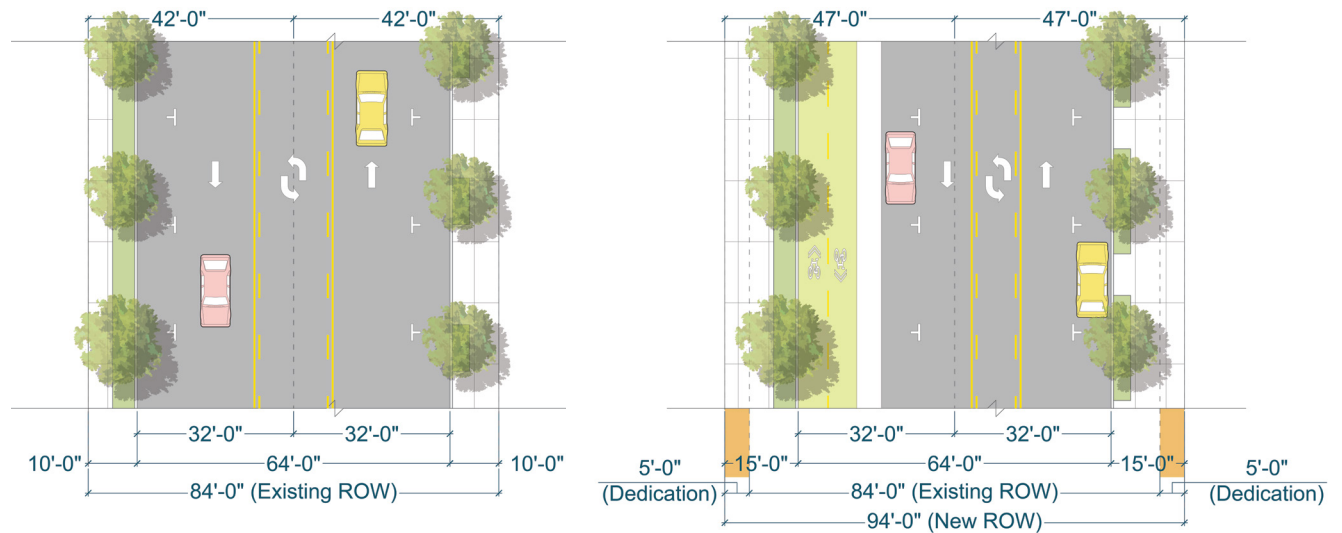 42'-0" 42'-0"
32'-0" 32'-0"
10'-0" 64'-0" 10'-0"
84'-0" (Existing ROW)
47'-0" 47'-0"
32'-0" 32'-0"
15'-0" 64'-0" 15'-0"
5'-0"
(Dedication)
84'-0" (Existing ROW)
5'-0"
(Dedication)
94'-0" (New ROW)